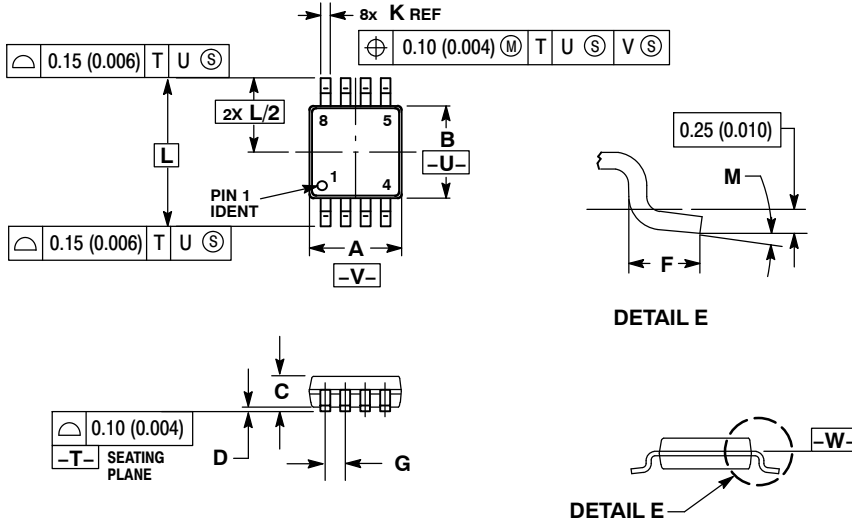 8x K REF
⌖ 0.10 (0.004) Ⓜ T U Ⓢ V Ⓢ
⌓ 0.15 (0.006) T U Ⓢ
2X L/2
8 5
B
-U-
L
1
4
PIN 1
IDENT
⌓ 0.15 (0.006) T U Ⓢ
A
-V-
0.25 (0.010)
M
F
DETAIL E
C
⌓ 0.10 (0.004)
-T- SEATING
PLANE
D
G
-W-
DETAIL E